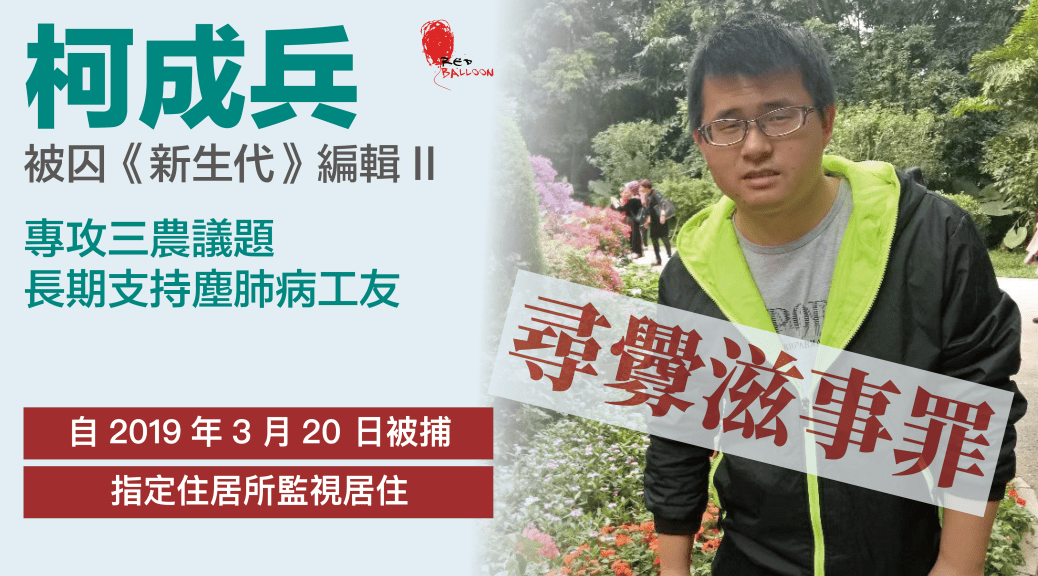 柯成兵
RED
BALLOON
被囚《新生代》編輯 II
專攻三農議題
長期支持塵肺病工友
自 2019 年 3 月 20 日被捕
指定住居所監視居住
尋釁滋事罪